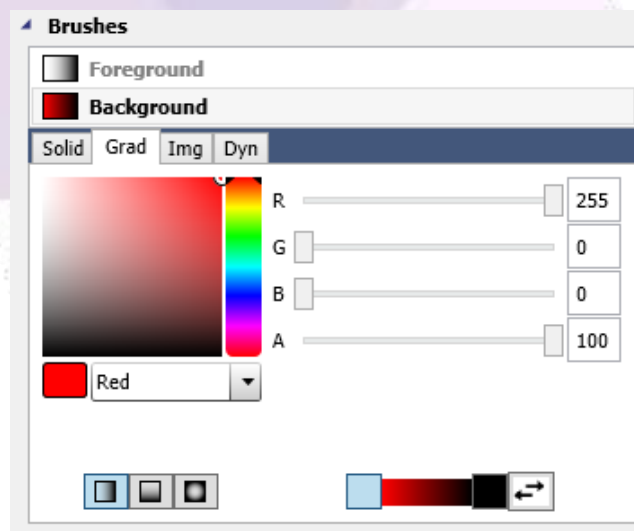 Brushes
Foreground
Background
Solid Grad Img Dyn
R 255
G 0
B 0
A 100
Red